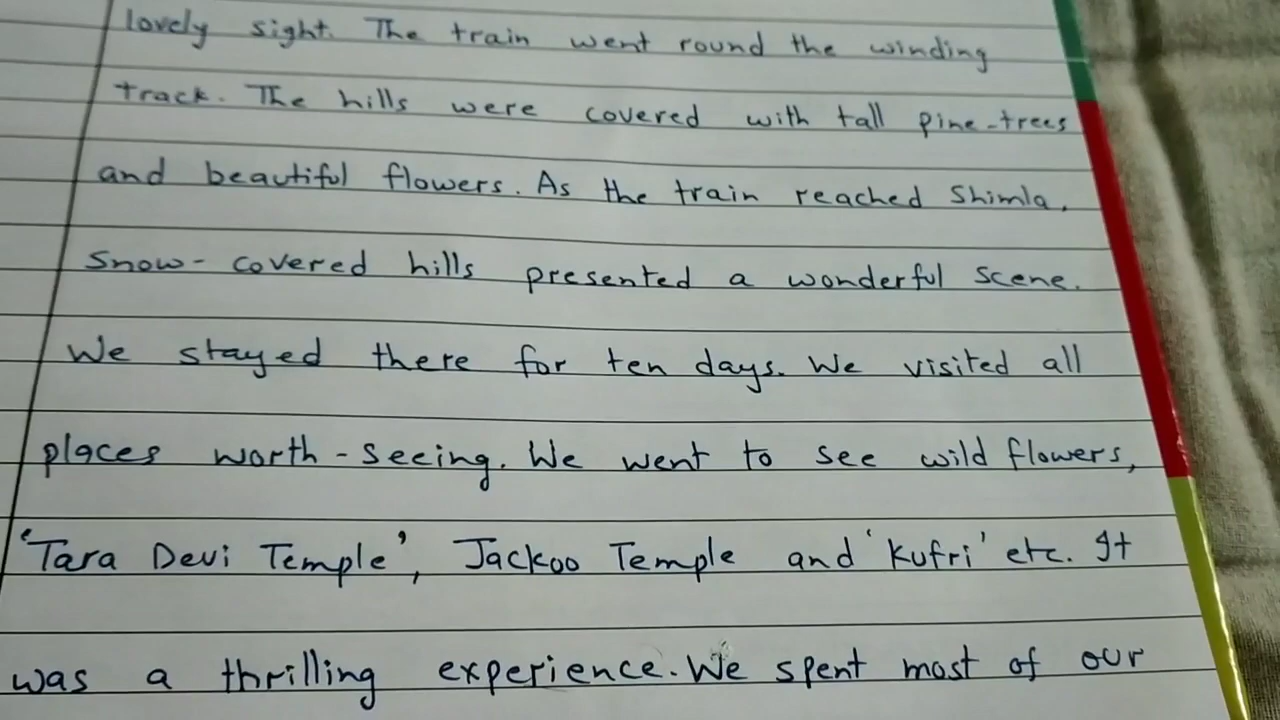 lovely sight. The train went round the winding
track. The hills were covered with tall pine-trees
and beautiful flowers. As the train reached Shimla,
snow-covered hills presented a wonderful scene.
We stayed there for ten days. We visited all
places worth-seeing. We went to see wild flowers,
'Tara Devi Temple', Jackoo Temple and 'Kufri' etc. It
was a thrilling experience. We spent most of our